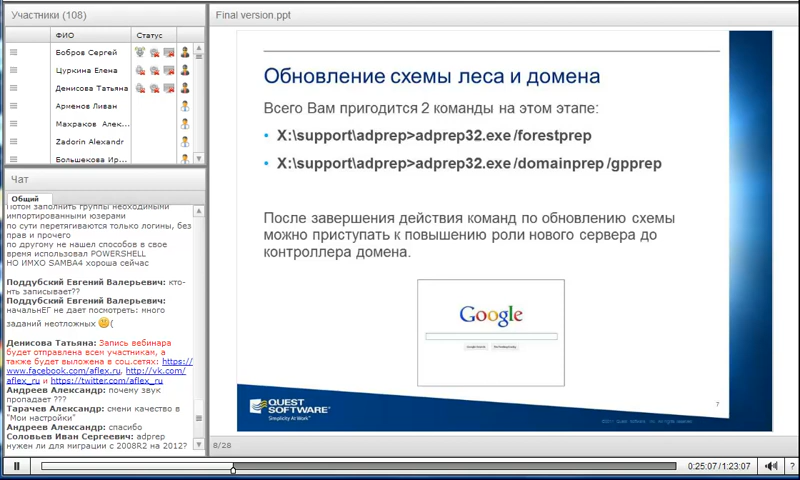 Участники (108)
ФИО Статус
Бобров Сергей
Цуркина Елена
Денисова Татьяна
Арменов Ливан
Махраков Алек...
Zadorin Alexandr
Большекова Ир...
Чат
Общий
Потом заполнить группы необходимыми
импортированными юзерами
по сути перетягиваются только логины, без
прав и прочего
по другому не нашел способов в свое
время использовал POWERSHELL
НО ИМХО SAMBA4 хороша сейчас
Поддубский Евгений Валерьевич: кто-
нть записывает??
Поддубский Евгений Валерьевич:
начальнЕГ не дает посмотреть: много
заданий неотложных (
Денисова Татьяна: Запись вебинара
будет отправлена всем участникам, а
также будет выложена в соц.сетях: https:/
/www.facebook.com/aflex.ru, http://vk.com/
aflex_ru и https://twitter.com/aflex_ru
Андреев Александр: почему звук
пропадает ???
Тарачев Александр: смени качество в
"Мои настройки"
Андреев Александр: спасибо
Соловьев Иван Сергеевич: adprep
нужен ли для миграции с 2008R2 на 2012?
Final version.ppt
Обновление схемы леса и домена
Всего Вам пригодится 2 команды на этом этапе:
• X:\support\adprep>adprep32.exe /forestprep
• X:\support\adprep>adprep32.exe /domainprep /gpprep
После завершения действия команд по обновлению схемы
можно приступать к повышению роли нового сервера до
контроллера домена.
Google
QUEST
SOFTWARE®
Simplicity At Work™
7
8/28
0:25:07/1:23:07
?